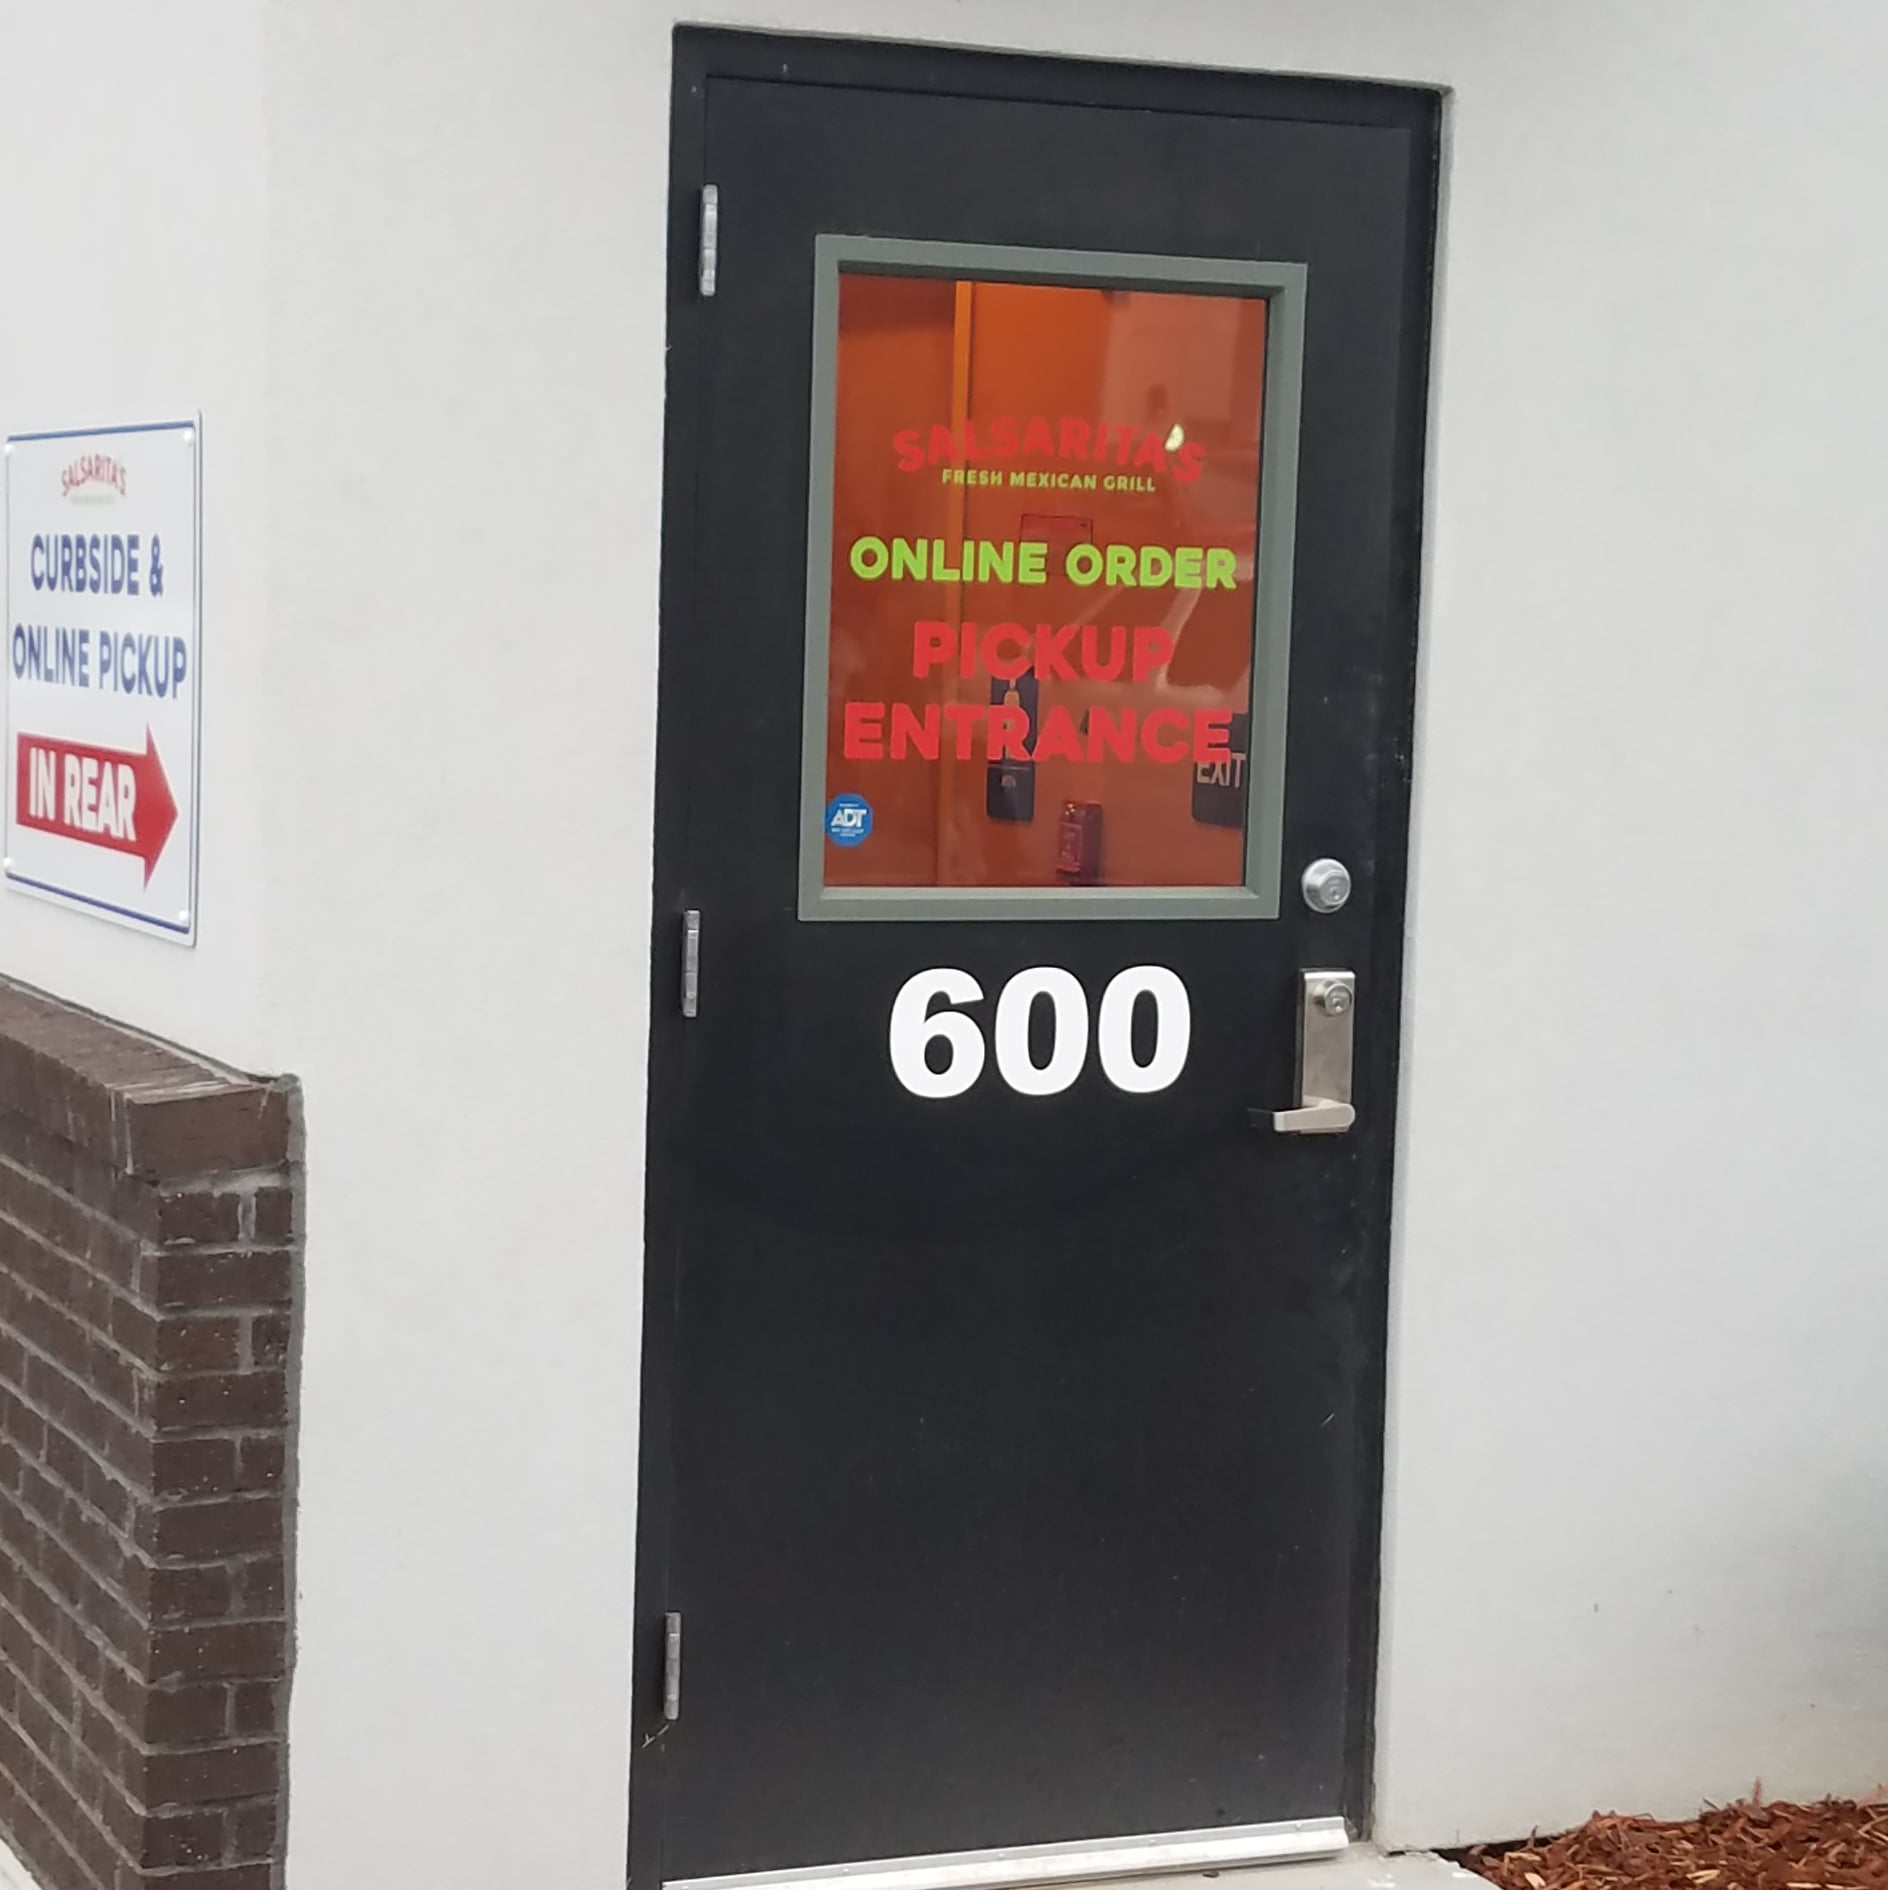 SALSARITA'S
CURBSIDE &
ONLINE PICKUP
IN REAR
SALSARITA'S
FRESH MEXICAN GRILL
ONLINE ORDER
PICKUP
ENTRANCE
EXIT
ADT
600